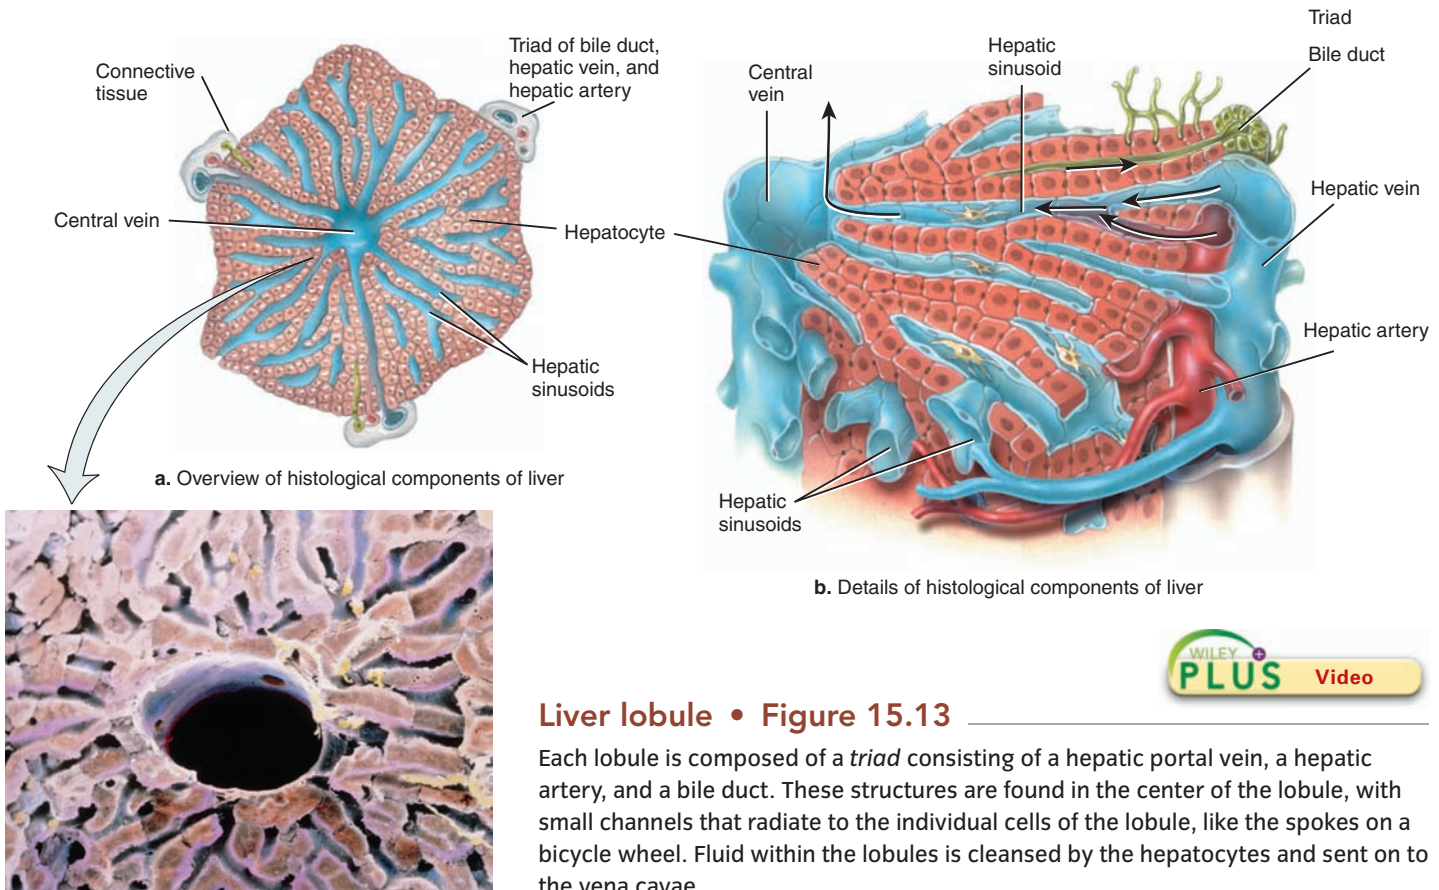 Connective
tissue
Triad of bile duct,
hepatic vein, and
hepatic artery
Central vein
Hepatocyte
Hepatic
sinusoids
a. Overview of histological components of liver
Triad
Bile duct
Hepatic
sinusoid
Central
vein
Hepatic vein
Hepatic artery
Hepatic
sinusoids
b. Details of histological components of liver
WILEY
PLUS Video
Liver lobule • Figure 15.13
Each lobule is composed of a triad consisting of a hepatic portal vein, a hepatic
artery, and a bile duct. These structures are found in the center of the lobule, with
small channels that radiate to the individual cells of the lobule, like the spokes on a
bicycle wheel. Fluid within the lobules is cleansed by the hepatocytes and sent on to
the vena cavae